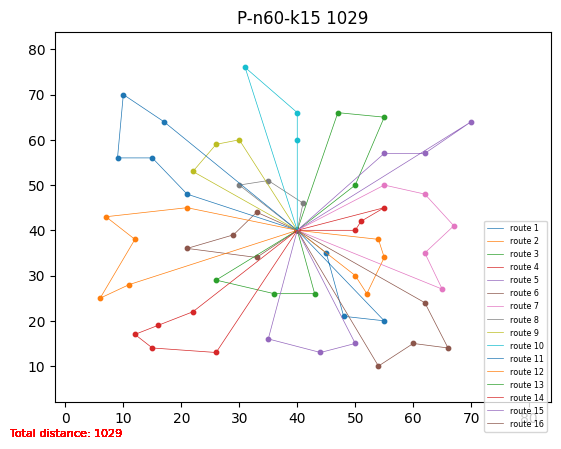 P-n60-k15 1029
80
70
60
50
40
30
20
10
0 10 20 30 40 50 60 70 80
route 1
route 2
route 3
route 4
route 5
route 6
route 7
route 8
route 9
route 10
route 11
route 12
route 13
route 14
route 15
route 16
Total distance: 1029